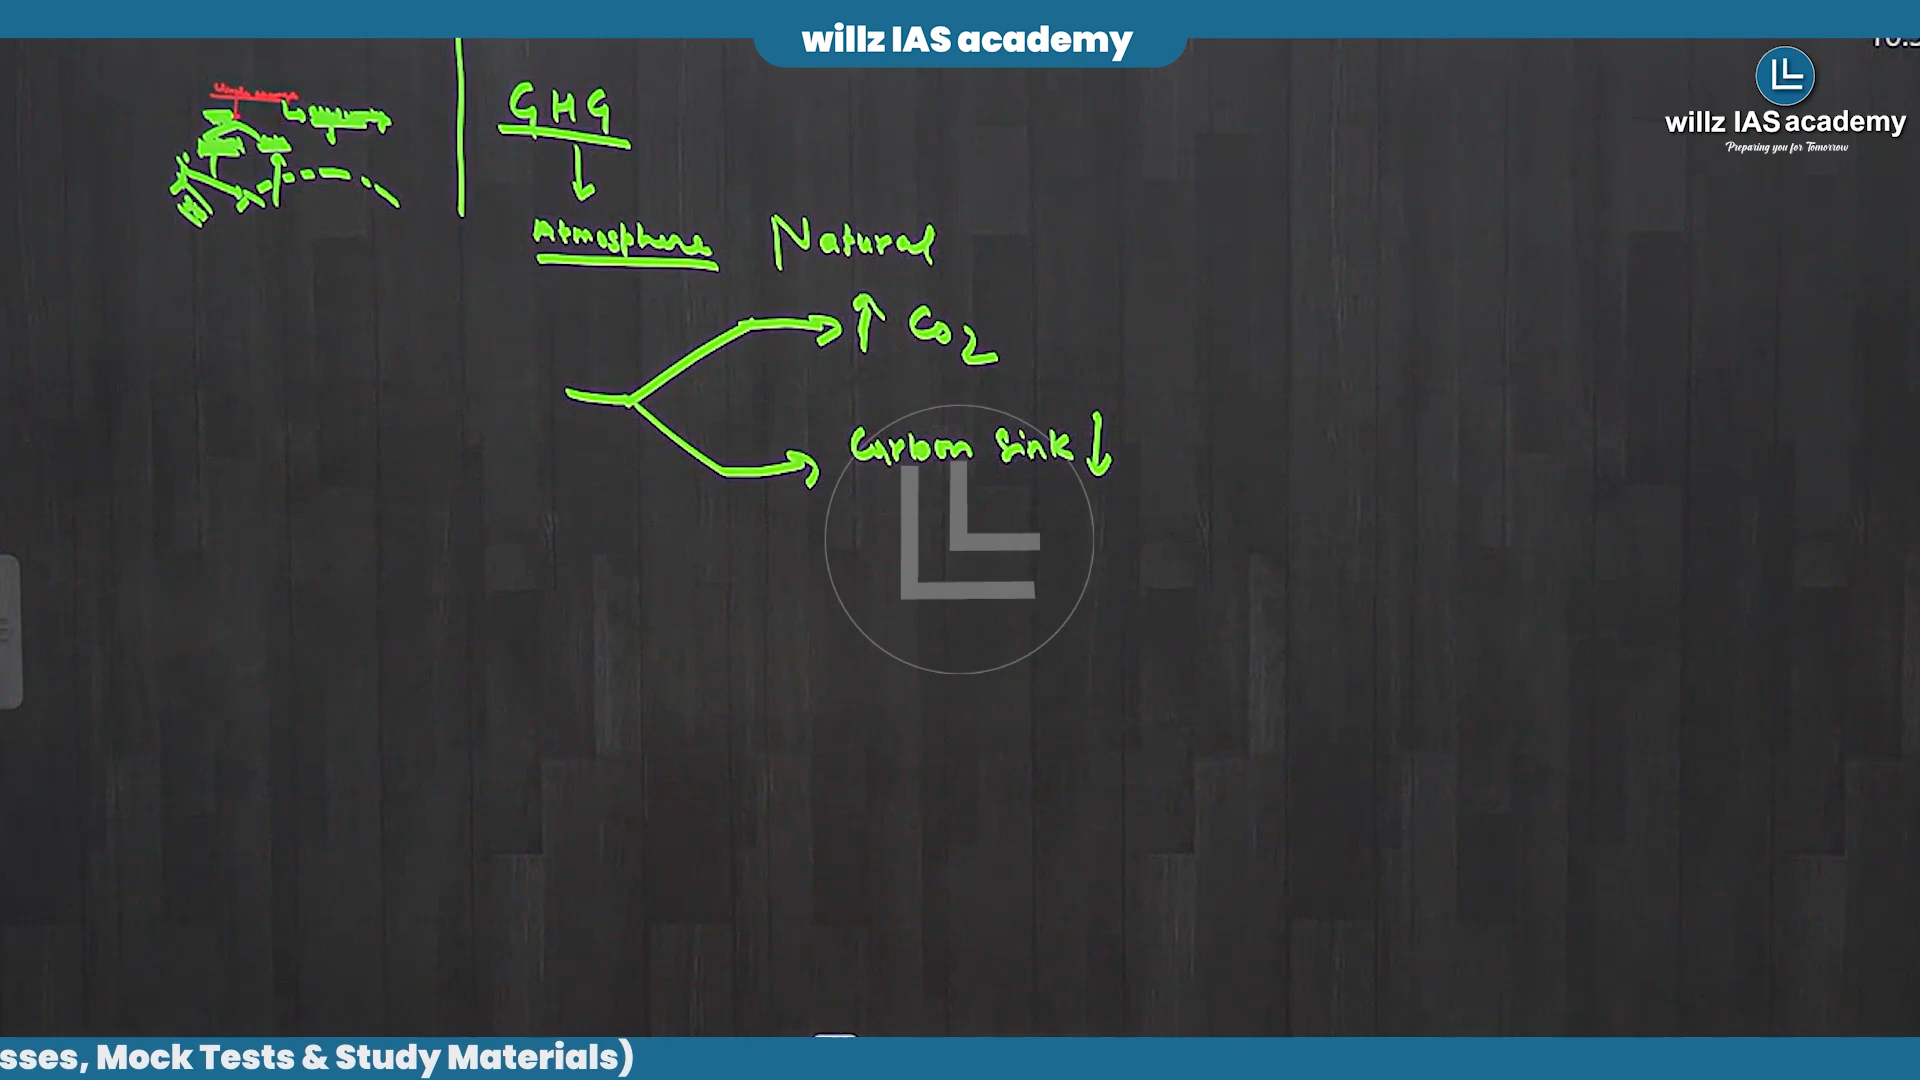 willz IAS academy
willz IAS academy
Preparing you for Tomorrow
GHG
Atmosphere Natural
↑ CO2
Carbon Sink ↓
sses, Mock Tests & Study Materials)